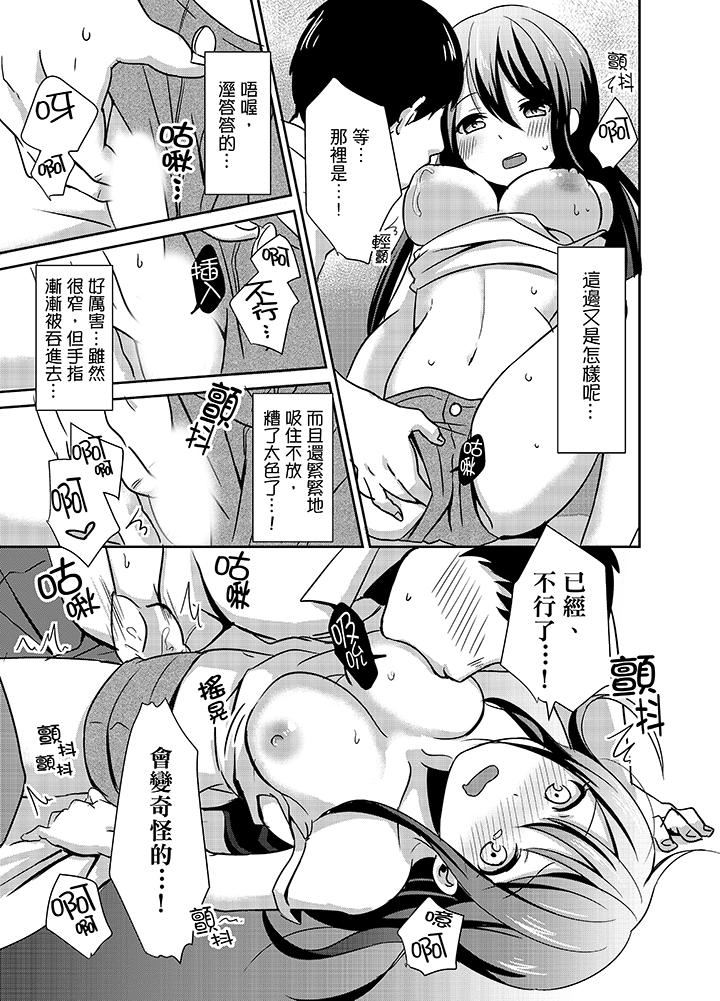 顫抖
啊
等…
那裡是…!
輕顫
這邊又是怎樣呢…
咕啾
唔喔，
溼答答的…
呀
啊
咕啾…
啊
不行…
插入
好厲害…雖然
很窄，但手指
漸漸被吞進去…
而且還緊緊地
吸住不放，
糟了太色了…!
顫抖
啊
啊
啊♡
已經、
不行了…!
顫抖
吸吮
咕啾
咕啾
搖晃
顫抖
顫抖
會變奇怪的…!
噫
啊
顫抖
啊
啊